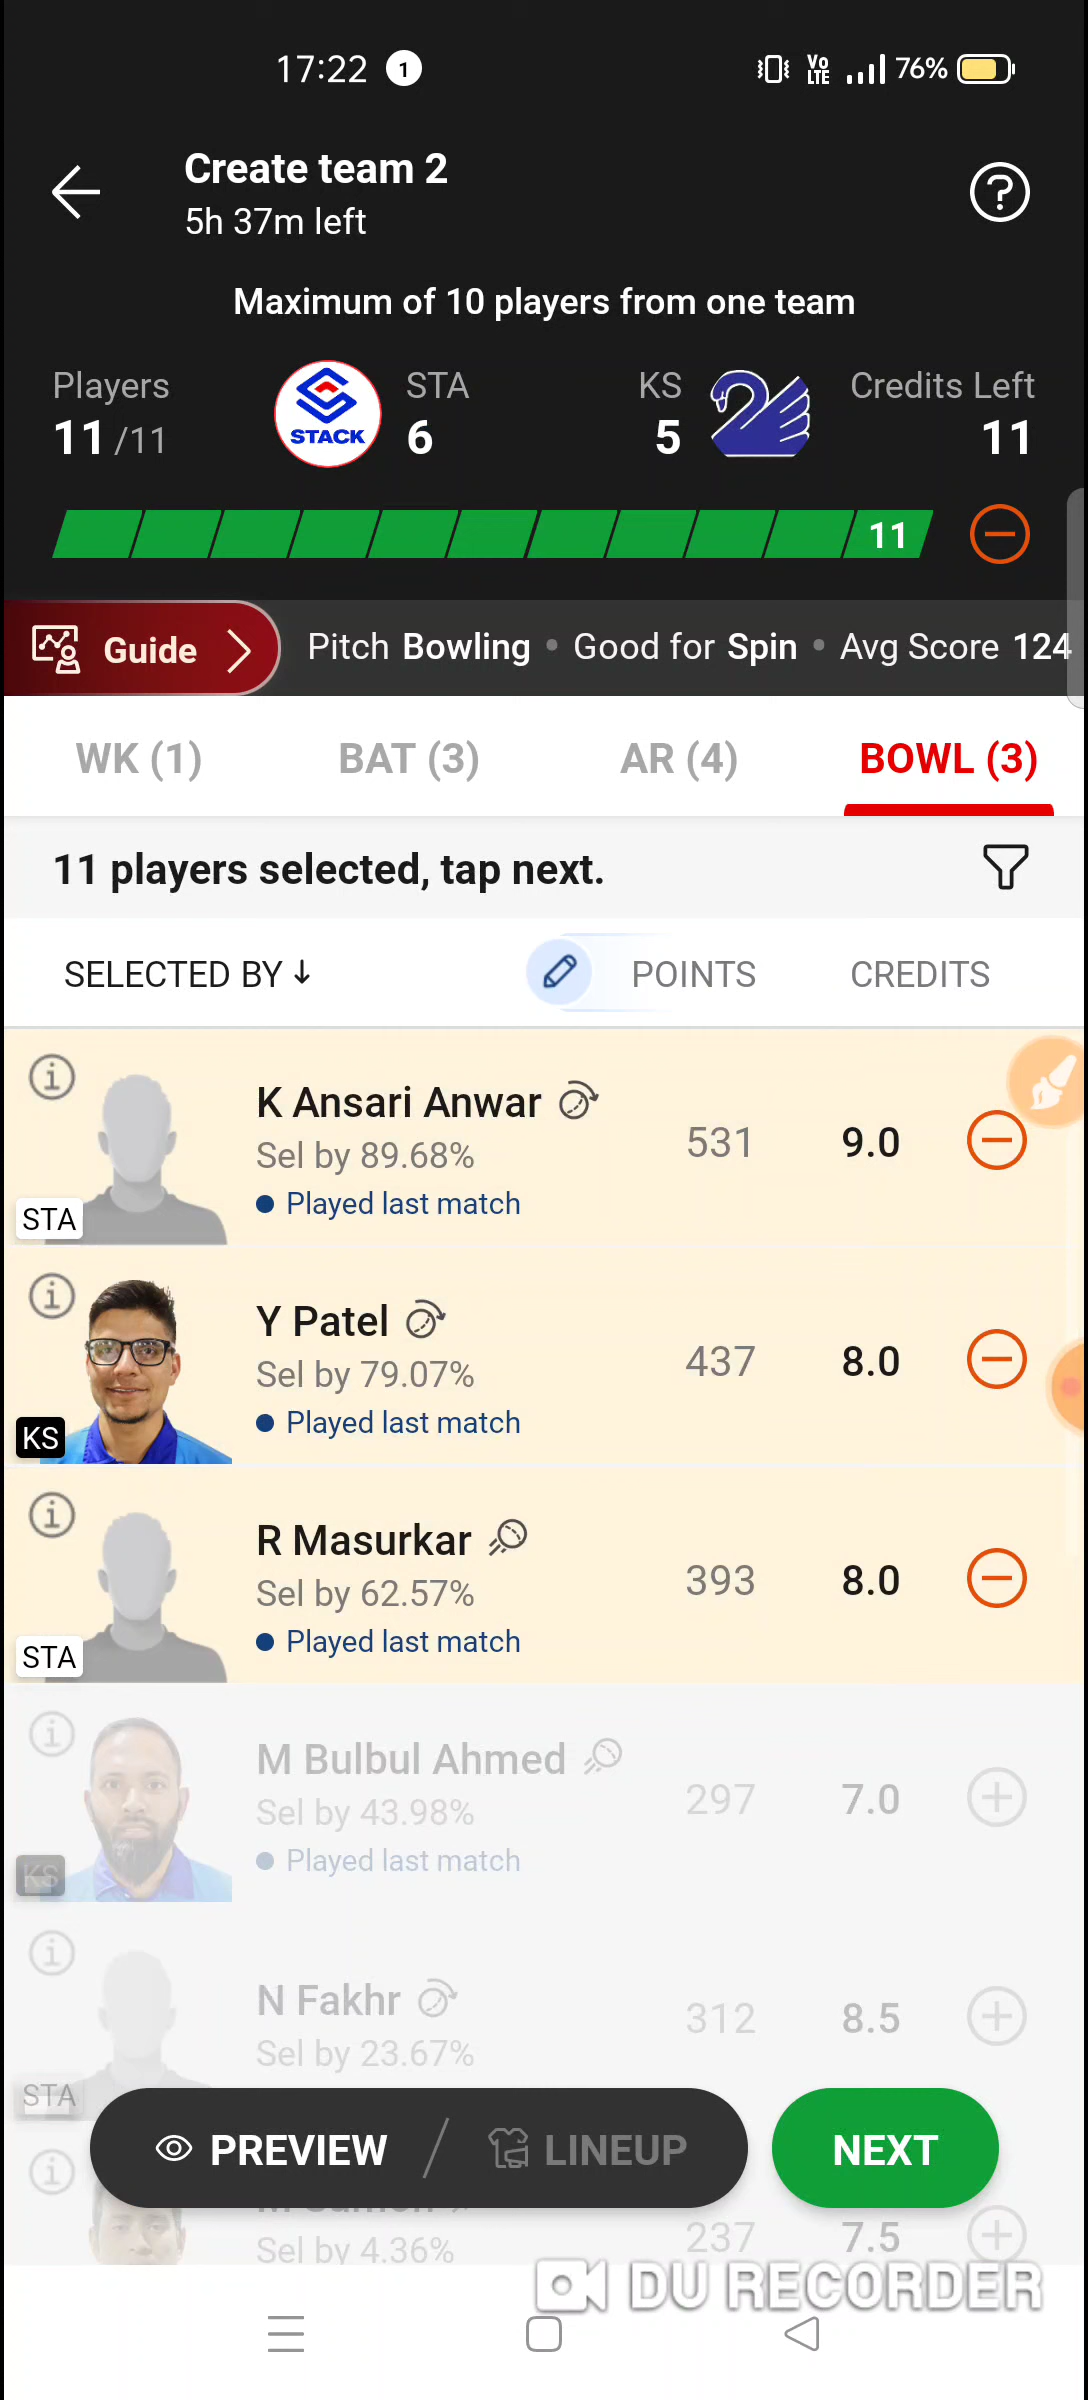 17:22 1 Vo LTE 76%
Create team 2
5h 37m left
Maximum of 10 players from one team
Players STACK STA KS Credits Left
11 /11 6 5 11
11
Guide Pitch Bowling • Good for Spin • Avg Score 124
WK (1) BAT (3) AR (4) BOWL (3)
11 players selected, tap next.
SELECTED BY ↓ POINTS CREDITS
K Ansari Anwar
Sel by 89.68% 531 9.0
Played last match
STA
Y Patel
Sel by 79.07% 437 8.0
Played last match
KS
R Masurkar
Sel by 62.57% 393 8.0
Played last match
STA
M Bulbul Ahmed
Sel by 43.98% 297 7.0
Played last match
KS
N Fakhr
Sel by 23.67% 312 8.5
STA
PREVIEW / LINEUP NEXT
Sel by 4.36% 237 7.5
DU RECORDER